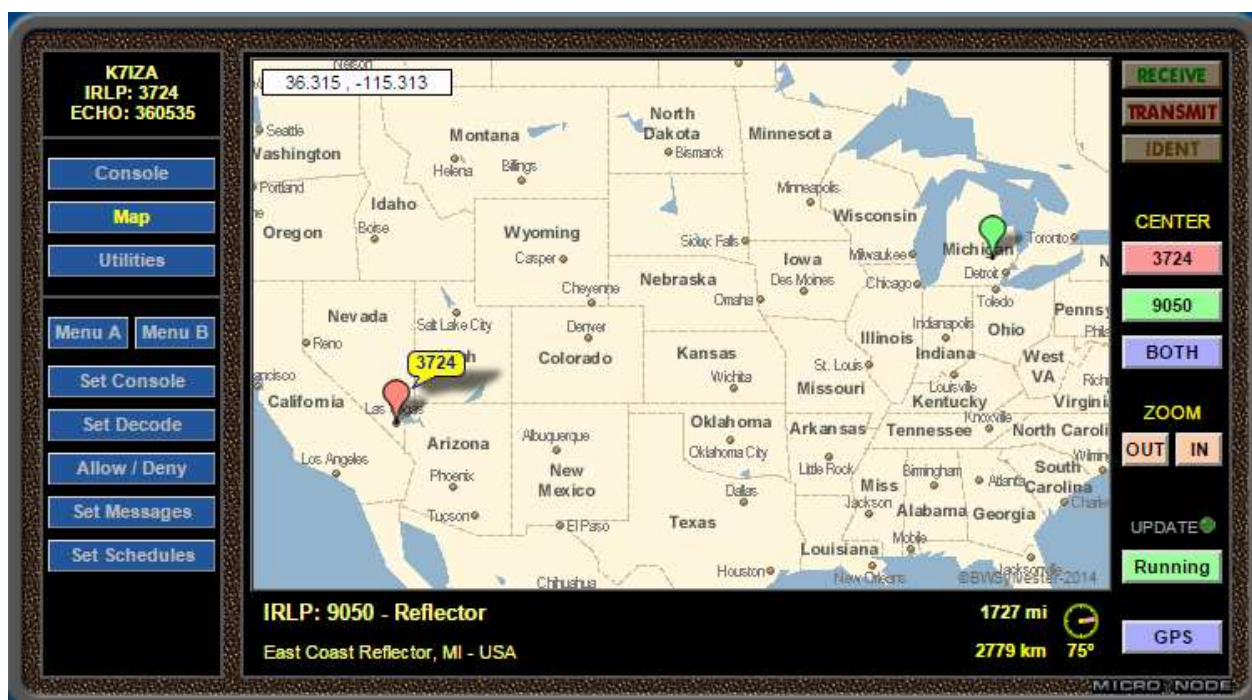 K7IZA
IRLP: 3724
ECHO: 360535
Console
Map
Utilities
Menu A Menu B
Set Console
Set Decode
Allow / Deny
Set Messages
Set Schedules
36.315 , -115.313
Nelson
Seattle
Washington
Montana
North
Dakota
Minnesota
Helena
Billings
Bismarck
Portland
Idaho
Minneapolis
Oregon
Boise
Wyoming
Sioux Falls
Wisconsin
Michigan
Toronto
Casper
Iowa
Milwaukee
Detroit
Cheyenne
Nebraska
Des Moines
Chicago
Omaha
Toledo
Nevada
Salt Lake City
Denver
Indianapolis
Ohio
Reno
Illinois
3724
Colorado
Kansas
St. Louis
Indiana
West
VA
Wichita
Missouri
Louisville
Kentucky
California
Las Vegas
Knoxville
Arizona
Albuquerque
Oklahoma
Arkansas
Tennessee
Los Angeles
Oklahoma City
Phoenix
New
Mexico
Little Rock
Birmingham
Atlanta
South
Carolina
Dallas
Miss
Tucson
El Paso
Texas
Jackson
Alabama
Georgia
Mobile
Louisiana
Chihuahua
Houston
New Orleans
Jacksonville
©BWSylvester-2014
IRLP: 9050 - Reflector
East Coast Reflector, MI - USA
1727 mi
2779 km 75º
RECEIVE
TRANSMIT
IDENT
CENTER
3724
9050
BOTH
ZOOM
OUT IN
UPDATE
Running
GPS
MICRO-NODE